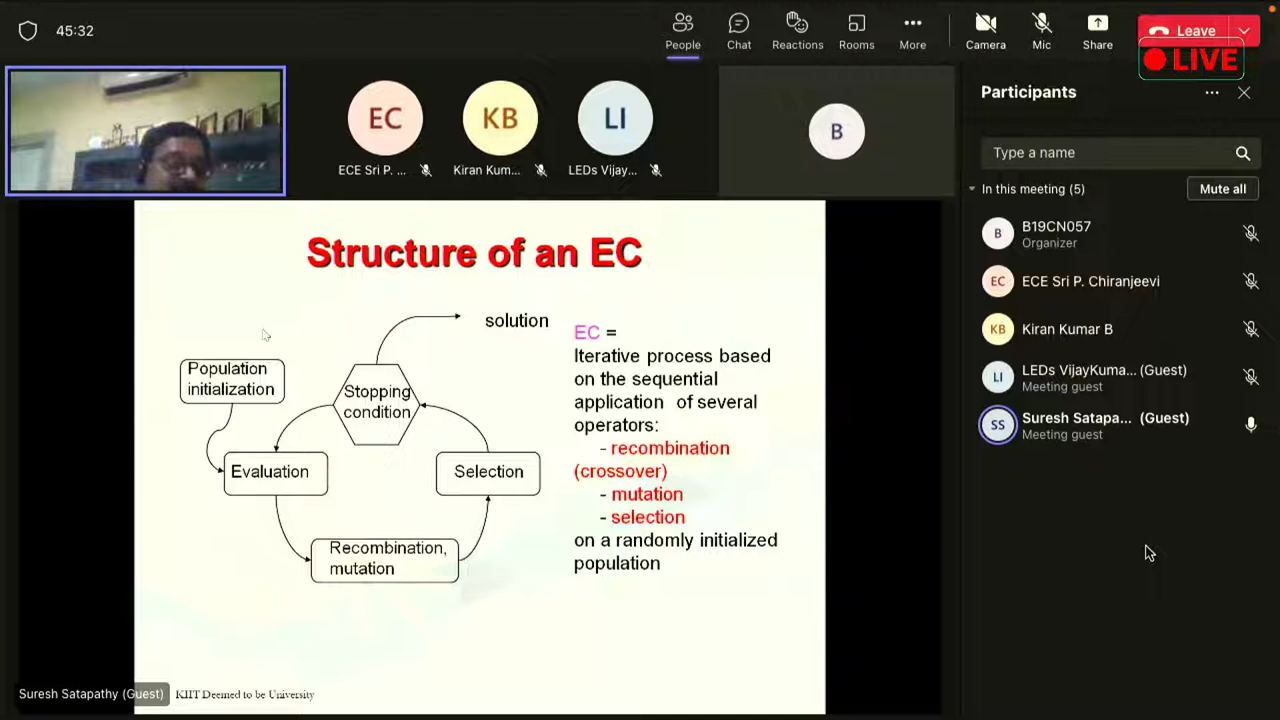 45:32
People
Chat
Reactions
Rooms
More
Camera
Mic
Share
Leave
LIVE
EC
KB
LI
B
ECE Sri P. ...
Kiran Kum...
LEDs Vijay...
Participants
Type a name
In this meeting (5)
Mute all
B
B19CN057
Organizer
EC
ECE Sri P. Chiranjeevi
KB
Kiran Kumar B
LI
LEDs VijayKuma... (Guest)
Meeting guest
SS
Suresh Satapa... (Guest)
Meeting guest
Structure of an EC
solution
Population
initialization
Stopping
condition
Evaluation
Selection
Recombination,
mutation
EC =
Iterative process based
on the sequential
application of several
operators:
- recombination
(crossover)
- mutation
- selection
on a randomly initialized
population
Suresh Satapathy (Guest)
KIIT Deemed to be University